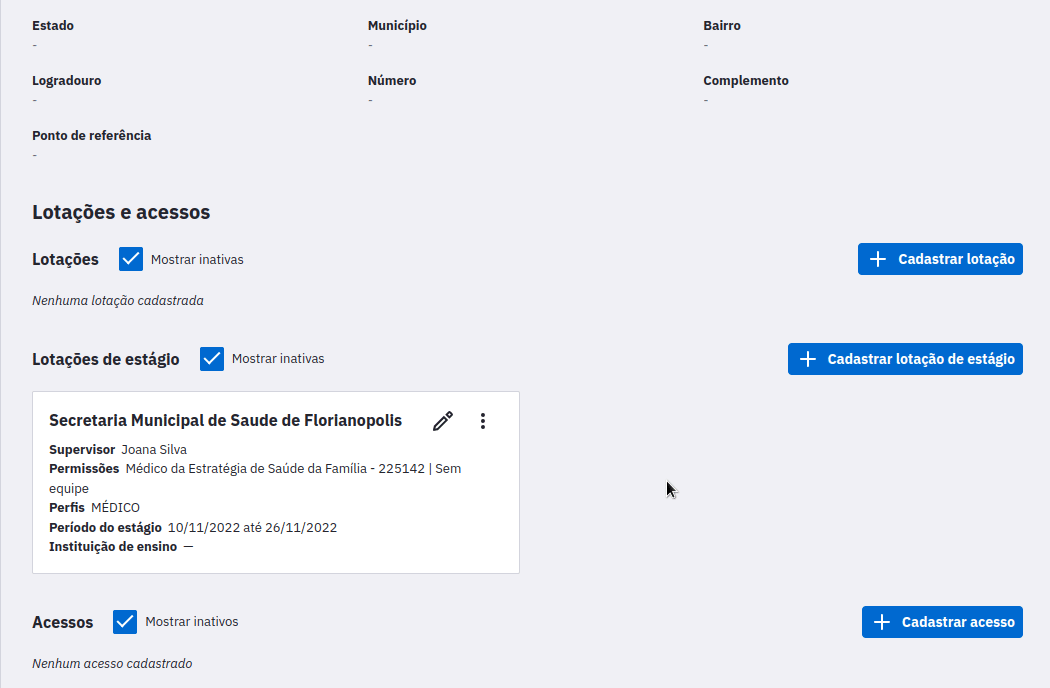 Estado Município Bairro
- - -
Logradouro Número Complemento
- - -
Ponto de referência
-
Lotações e acessos
Lotações Mostrar inativas Cadastrar lotação
Nenhuma lotação cadastrada
Lotações de estágio Mostrar inativas Cadastrar lotação de estágio
Secretaria Municipal de Saude de Florianopolis
Supervisor Joana Silva
Permissões Médico da Estratégia de Saúde da Família - 225142 | Sem
equipe
Perfis MÉDICO
Período do estágio 10/11/2022 até 26/11/2022
Instituição de ensino —
Acessos Mostrar inativos Cadastrar acesso
Nenhum acesso cadastrado